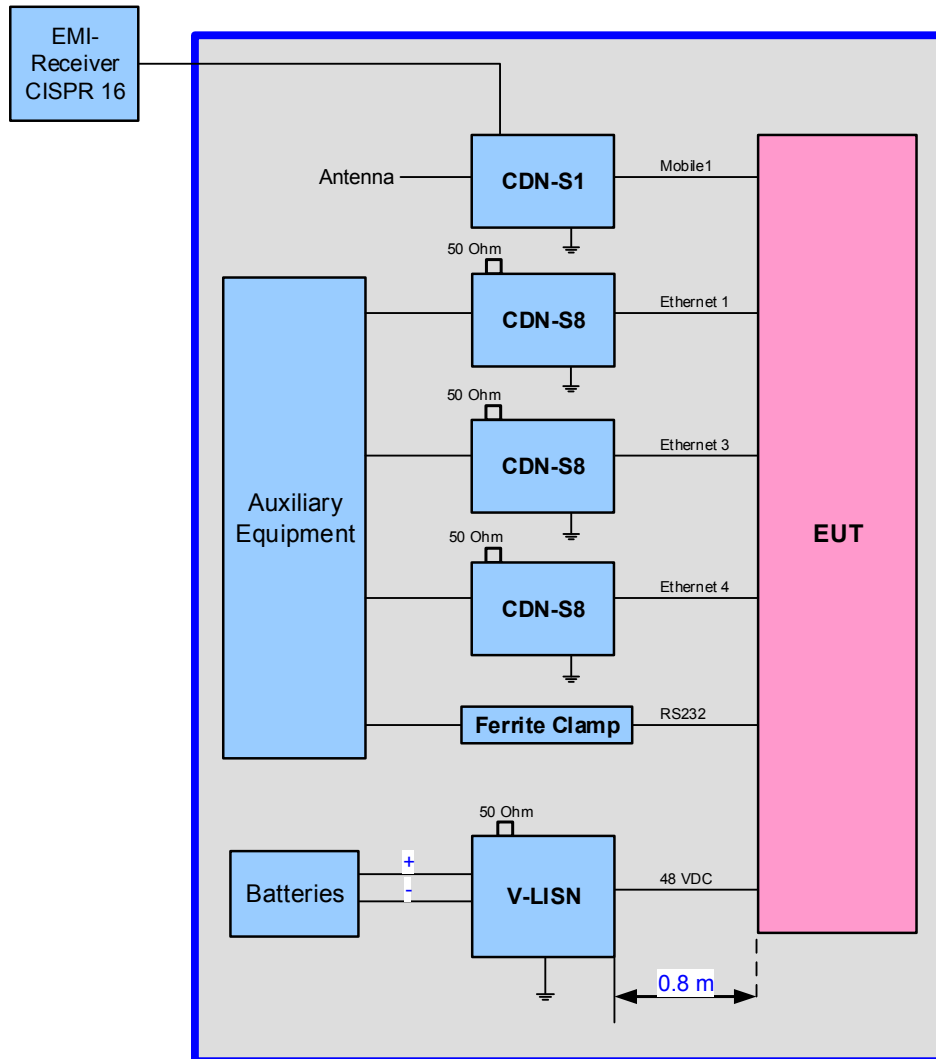 EMI-
Receiver
CISPR 16
Antenna
CDN-S1
Mobile1
50 Ohm
CDN-S8
Ethernet 1
50 Ohm
CDN-S8
Ethernet 3
Auxiliary
Equipment
EUT
50 Ohm
CDN-S8
Ethernet 4
Ferrite Clamp
RS232
50 Ohm
Batteries
+
-
V-LISN
48 VDC
0.8 m